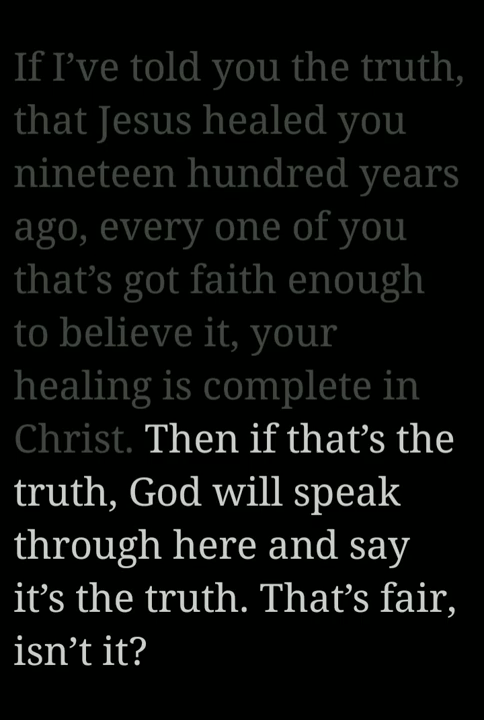 If I’ve told you the truth,
that Jesus healed you
nineteen hundred years
ago, every one of you
that’s got faith enough
to believe it, your
healing is complete in
Christ. Then if that’s the
truth, God will speak
through here and say
it’s the truth. That’s fair,
isn’t it?